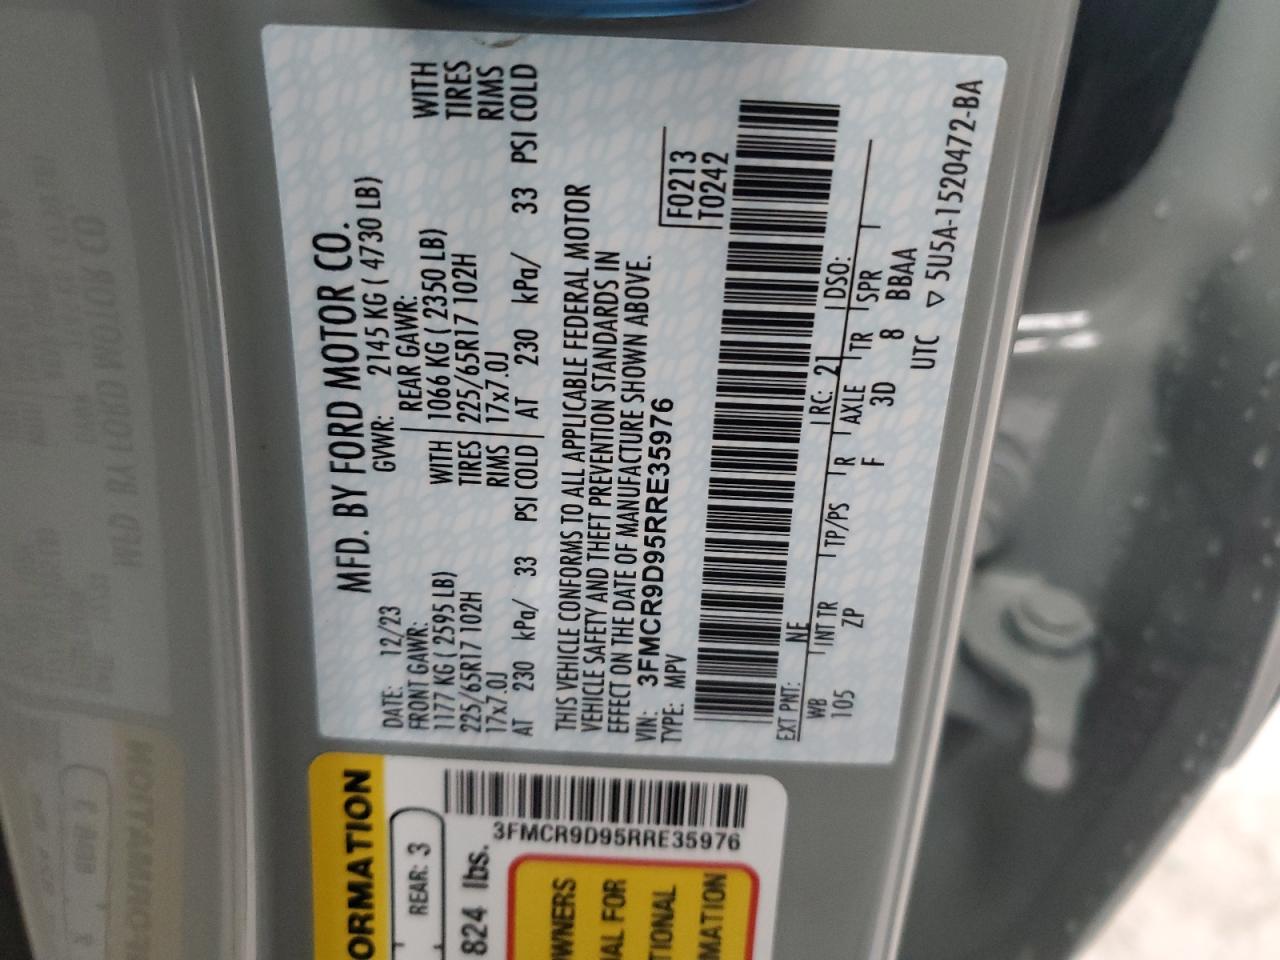 MFD. BY FORD MOTOR CO.
DATE: 12/23 GVWR: 2145 KG ( 4730 LB)
FRONT GAWR: REAR GAWR:
1177 KG ( 2595 LB) WITH 1066 KG ( 2350 LB) WITH
225/65R17 102H TIRES 225/65R17 102H TIRES
17x7.0J RIMS 17x7.0J RIMS
AT 230 kPa/ 33 PSI COLD AT 230 kPa/ 33 PSI COLD
THIS VEHICLE CONFORMS TO ALL APPLICABLE FEDERAL MOTOR
VEHICLE SAFETY AND THEFT PREVENTION STANDARDS IN
EFFECT ON THE DATE OF MANUFACTURE SHOWN ABOVE.
VIN: 3FMCR9D95RRE35976
TYPE: MPV
F0213
T0242
EXT PNT: NE RC: 21 DSO:
WB INT TR TP/PS R AXLE TR SPR
105 ZP F 3D 8 BBAA
UTC ▽ 5U5A-1520472-BA
ORMATION
REAR: 3
824 lbs.
3FMCR9D95RRE35976
WNERS
AL FOR
TIONAL
MATION